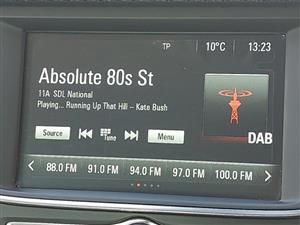 TP 10°C 13:23
Absolute 80s St
11A SDL National
Playing... Running Up That Hill -- Kate Bush
Source Tune Menu
DAB
88.0 FM 91.0 FM 94.0 FM 97.0 FM 100.0 FM